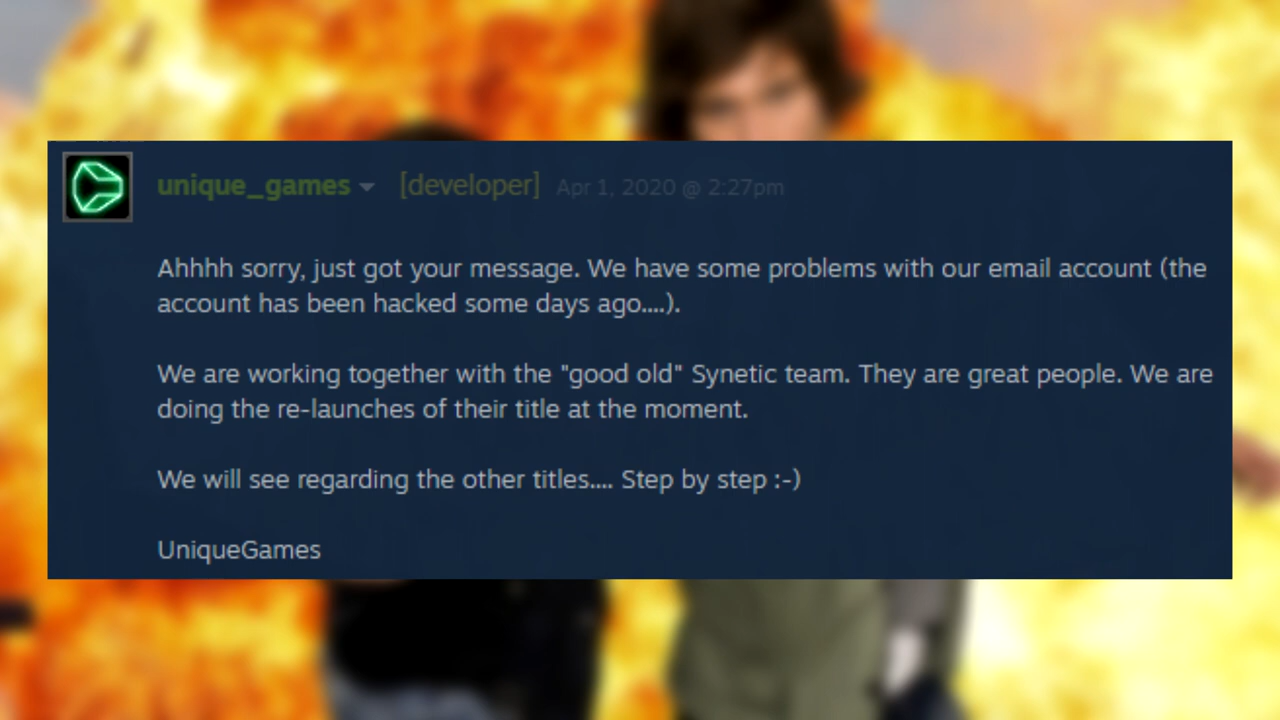 unique_games [developer] Apr 1, 2020 @ 2:27pm
Ahhhh sorry, just got your message. We have some problems with our email account (the
account has been hacked some days ago....).
We are working together with the "good old" Synetic team. They are great people. We are
doing the re-launches of their title at the moment.
We will see regarding the other titles.... Step by step :-)
UniqueGames